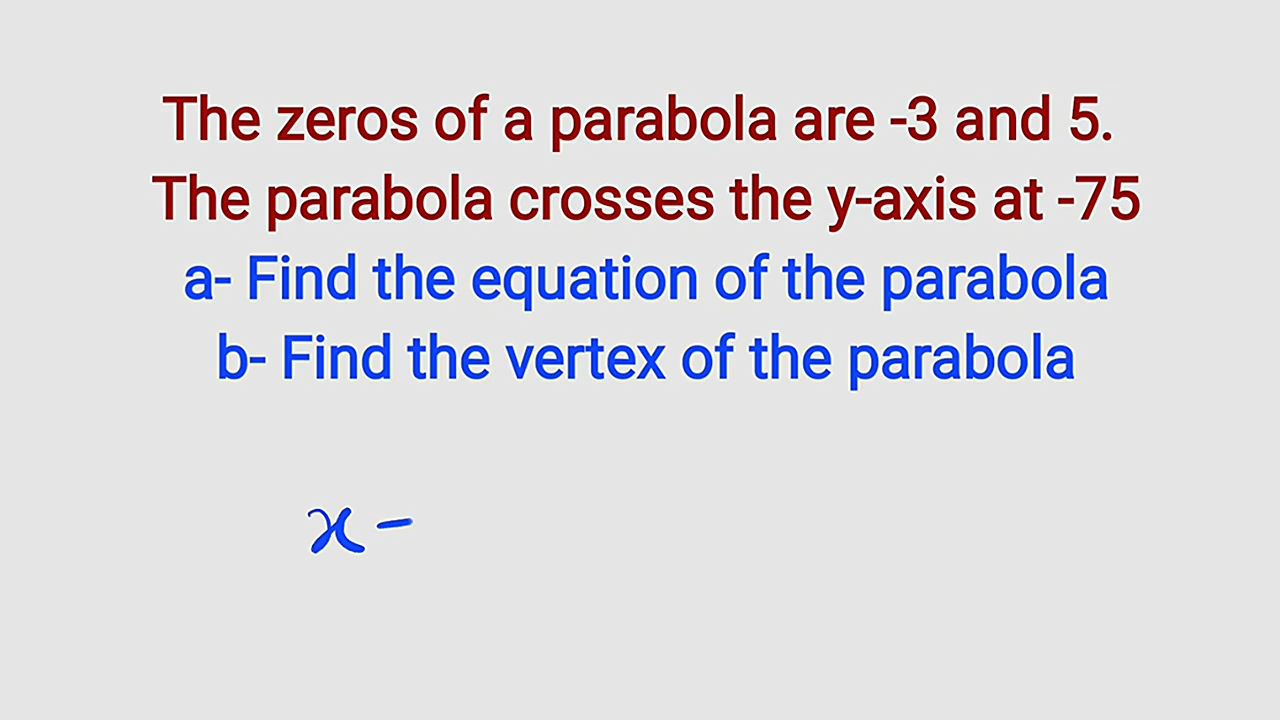 The zeros of a parabola are -3 and 5.
The parabola crosses the y-axis at -75
a- Find the equation of the parabola
b- Find the vertex of the parabola
x -